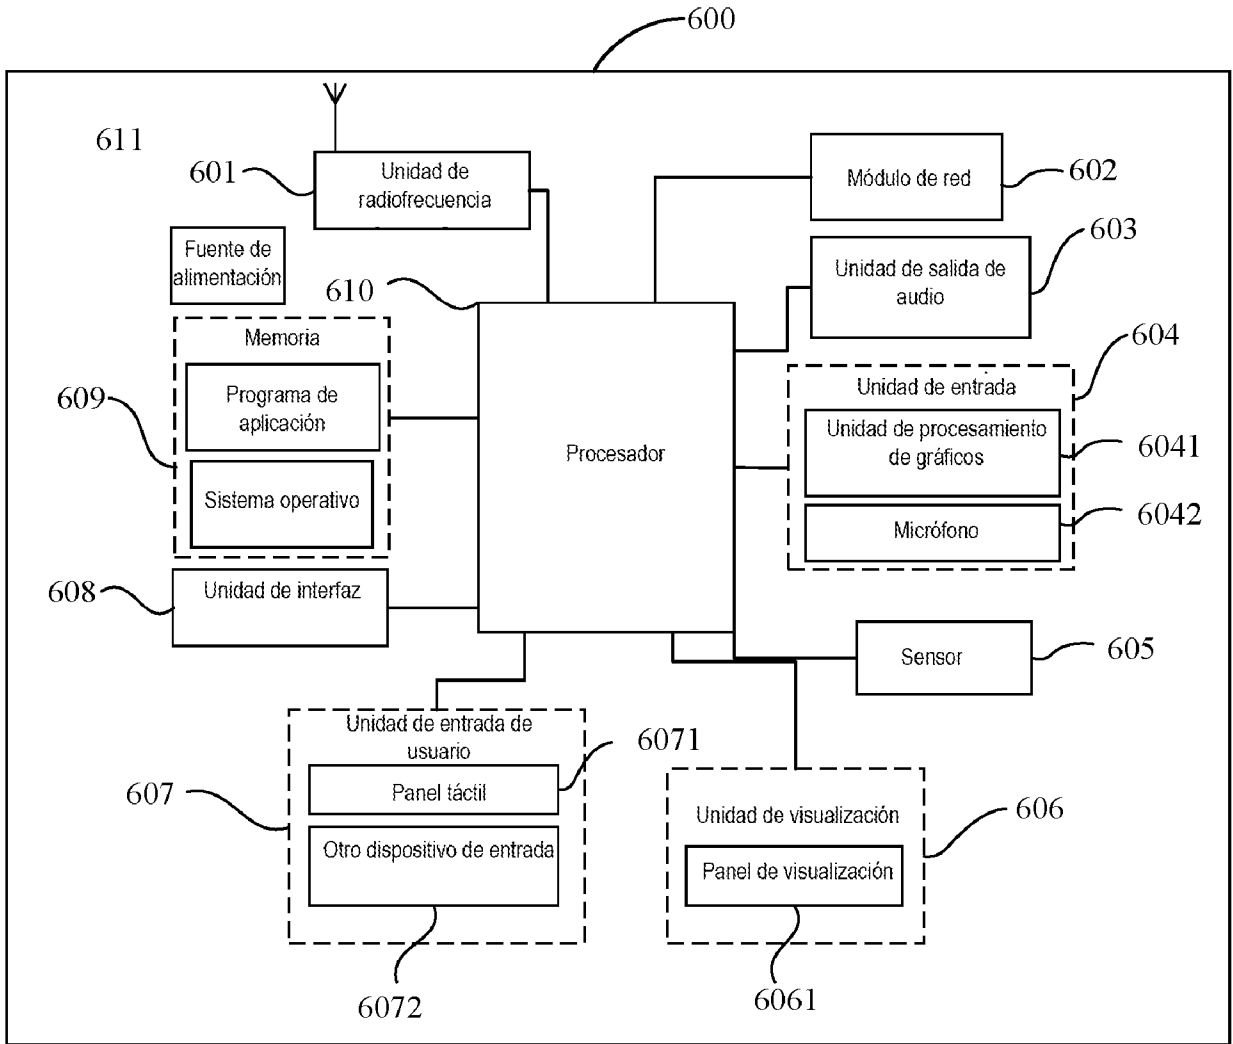 600
611
601
Unidad de
radiofrecuencia
Módulo de red
602
603
Unidad de salida de
audio
Fuente de
alimentación
610
Memoria
Programa de
aplicación
609
Sistema operativo
Procesador
604
Unidad de entrada
Unidad de procesamiento
de gráficos
6041
Micrófono
6042
608
Unidad de interfaz
Sensor
605
Unidad de entrada de
usuario
6071
Panel táctil
607
Otro dispositivo de entrada
6072
Unidad de visualización
606
Panel de visualización
6061